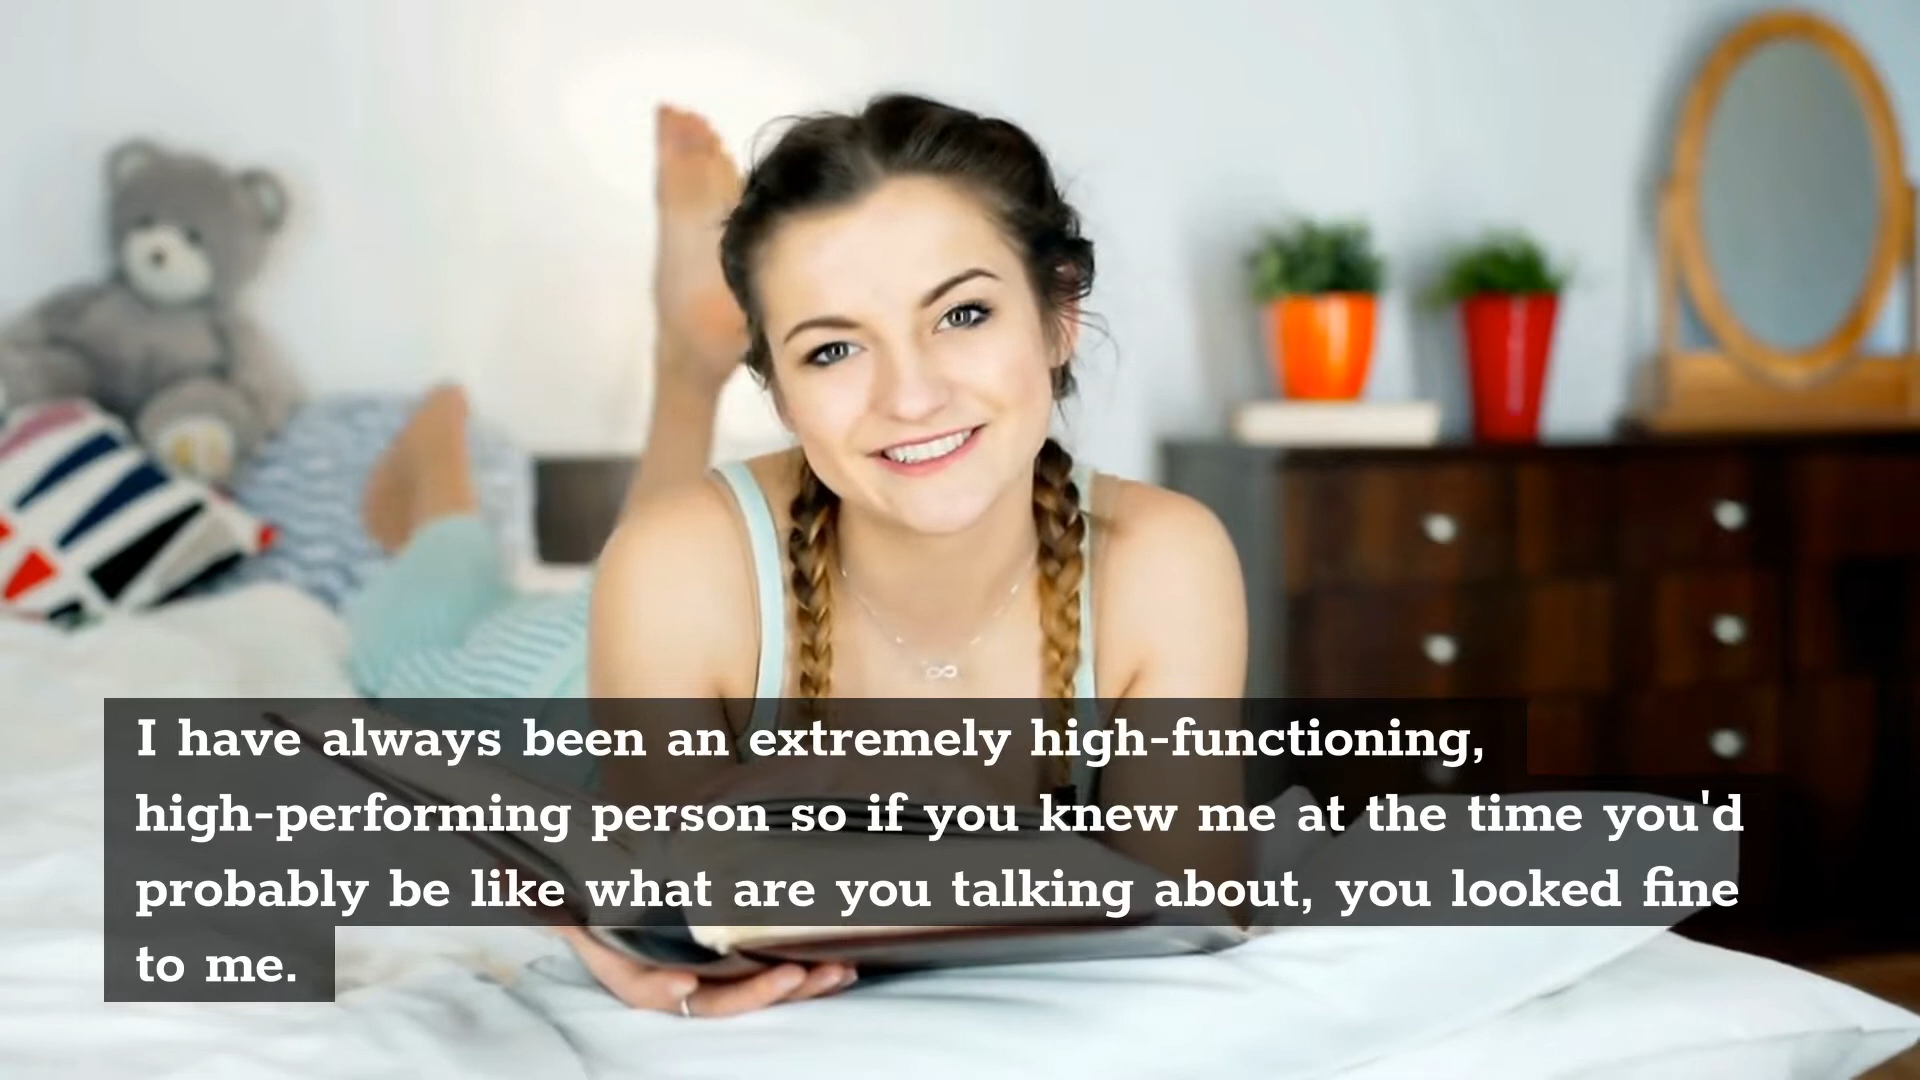 I have always been an extremely high-functioning,
high-performing person so if you knew me at the time you'd
probably be like what are you talking about, you looked fine
to me.